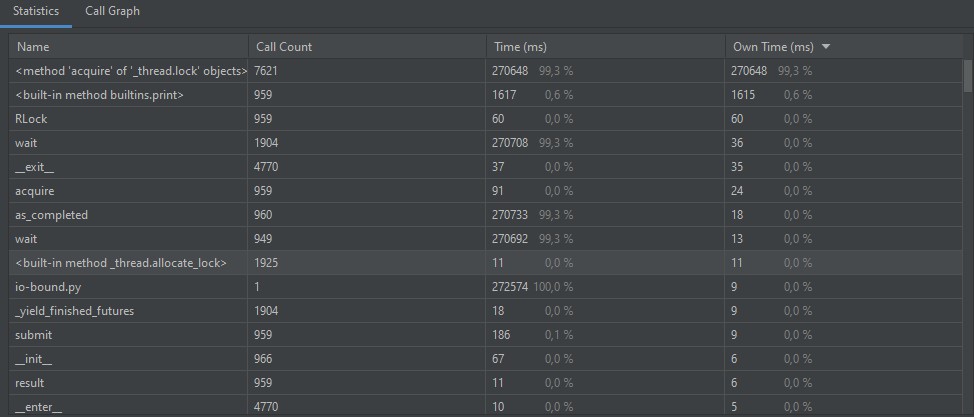 Statistics Call Graph
Name Call Count Time (ms) Own Time (ms)
<method 'acquire' of '_thread.lock' objects> 7621 270648 99,3 % 270648 99,3 %
<built-in method builtins.print> 959 1617 0,6 % 1615 0,6 %
RLock 959 60 0,0 % 60 0,0 %
wait 1904 270708 99,3 % 36 0,0 %
__exit__ 4770 37 0,0 % 35 0,0 %
acquire 959 91 0,0 % 24 0,0 %
as_completed 960 270733 99,3 % 18 0,0 %
wait 949 270692 99,3 % 13 0,0 %
<built-in method _thread.allocate_lock> 1925 11 0,0 % 11 0,0 %
io-bound.py 1 272574 100,0 % 9 0,0 %
_yield_finished_futures 1904 18 0,0 % 9 0,0 %
submit 959 186 0,1 % 9 0,0 %
__init__ 966 67 0,0 % 6 0,0 %
result 959 11 0,0 % 6 0,0 %
__enter__ 4770 10 0,0 % 5 0,0 %